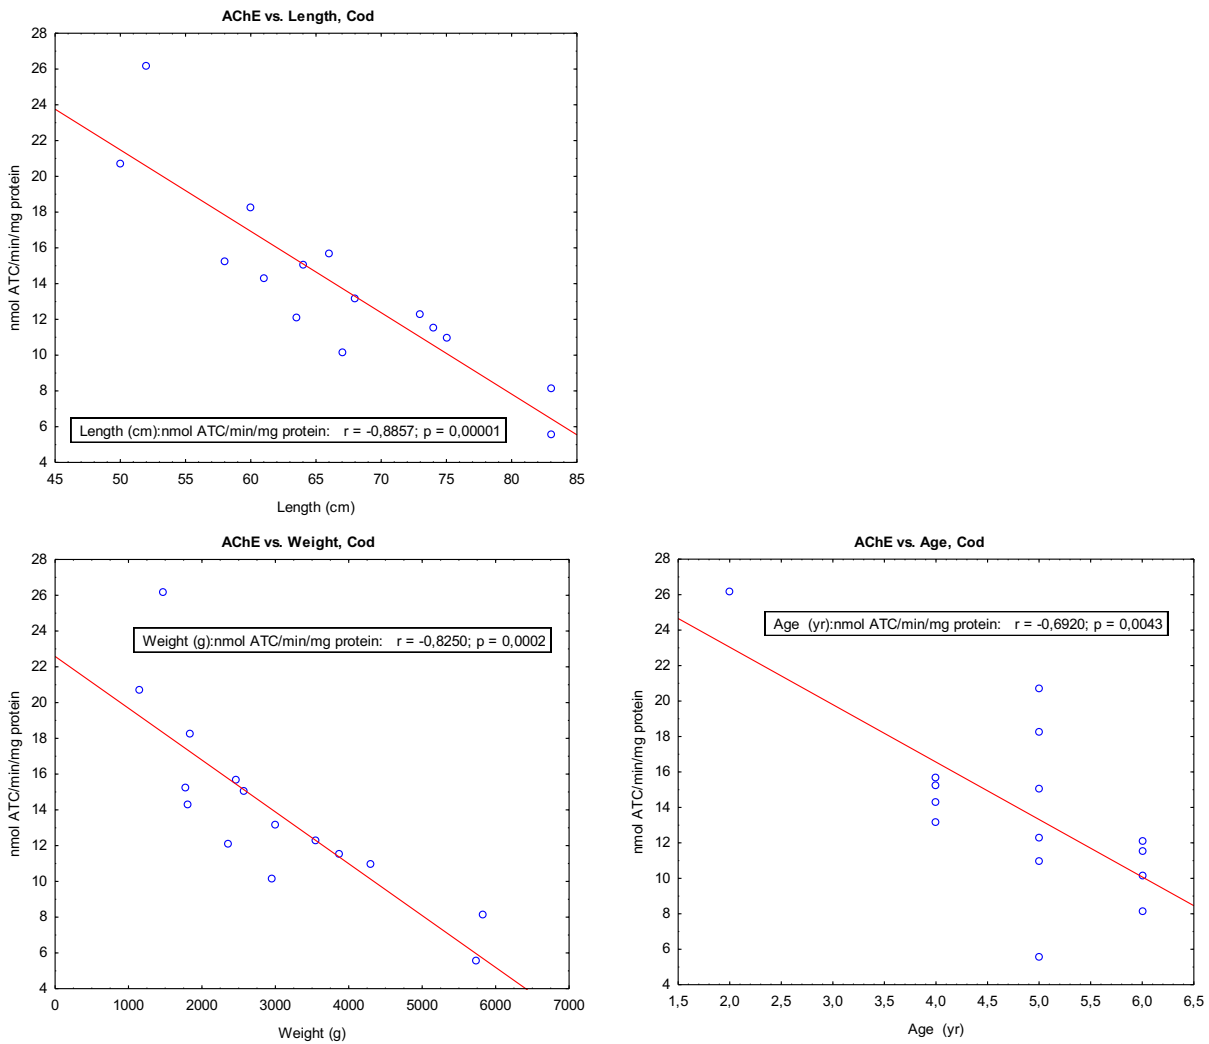 AChE vs. Length, Cod
28
26
24
22
20
18
16
14
12
10
8
6
4
nmol ATC/min/mg protein
Length (cm):nmol ATC/min/mg protein: r = -0,8857; p = 0,00001
45 50 55 60 65 70 75 80 85
Length (cm)
AChE vs. Weight, Cod
28
26
24
22
20
18
16
14
12
10
8
6
4
nmol ATC/min/mg protein
Weight (g):nmol ATC/min/mg protein: r = -0,8250; p = 0,0002
0 1000 2000 3000 4000 5000 6000 7000
Weight (g)
AChE vs. Age, Cod
28
26
24
22
20
18
16
14
12
10
8
6
4
nmol ATC/min/mg protein
Age (yr):nmol ATC/min/mg protein: r = -0,6920; p = 0,0043
1,5 2,0 2,5 3,0 3,5 4,0 4,5 5,0 5,5 6,0 6,5
Age (yr)